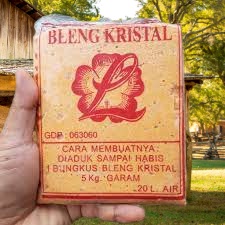 BLENG KRISTAL
GDP : 063060
CARA MEMBUATNYA :
DIADUK SAMPAI HABIS
1 BUNGKUS BLENG KRISTAL
5 Kg. GARAM
20 L. AIR